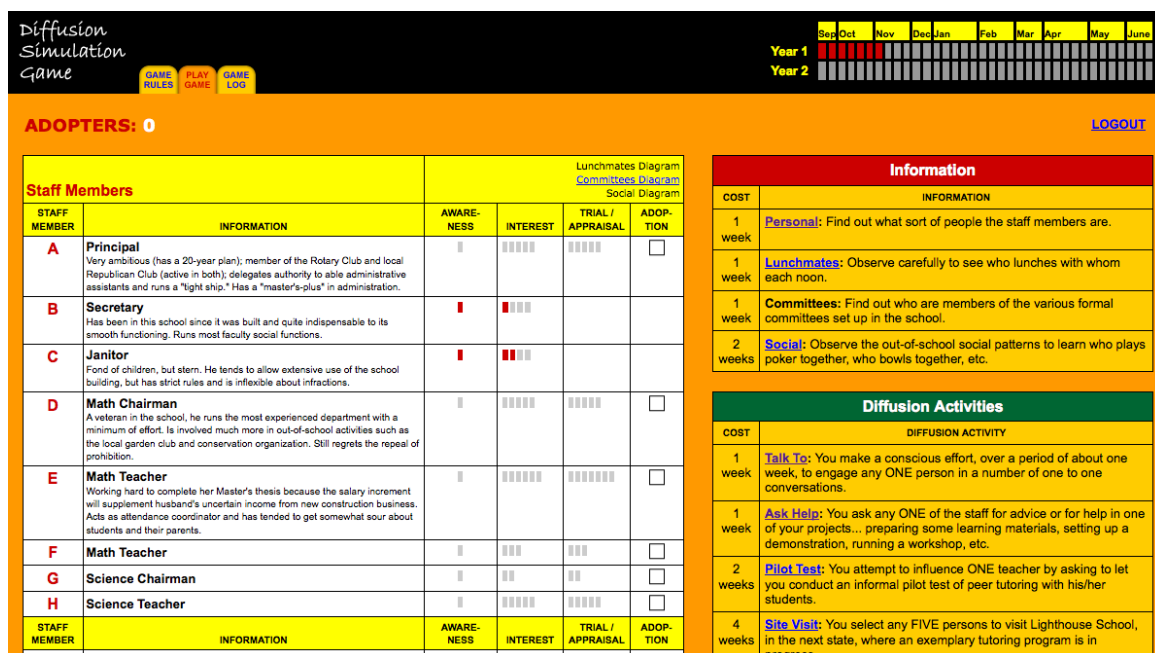 Diffusion
Simulation
Game
GAME
RULES
PLAY
GAME
GAME
LOG
Sep Oct Nov Dec Jan Feb Mar Apr May June
Year 1
Year 2
ADOPTERS: 0
LOGOUT
Staff Members
Lunchmates Diagram
Committees Diagram
Social Diagram
STAFF
MEMBER
INFORMATION
AWARE-
NESS
INTEREST
TRIAL /
APPRAISAL
ADOP-
TION
A
Principal
Very ambitious (has a 20-year plan); member of the Rotary Club and local
Republican Club (active in both); delegates authority to able administrative
assistants and runs a "tight ship." Has a "master's-plus" in administration.
B
Secretary
Has been in this school since it was built and quite indispensable to its
smooth functioning. Runs most faculty social functions.
C
Janitor
Fond of children, but stern. He tends to allow extensive use of the school
building, but has strict rules and is inflexible about infractions.
D
Math Chairman
A veteran in the school, he runs the most experienced department with a
minimum of effort. Is involved much more in out-of-school activities such as
the local garden club and conservation organization. Still regrets the repeal of
prohibition.
E
Math Teacher
Working hard to complete her Master's thesis because the salary increment
will supplement husband's uncertain income from new construction business.
Acts as attendance coordinator and has tended to get somewhat sour about
students and their parents.
F
Math Teacher
G
Science Chairman
H
Science Teacher
STAFF
MEMBER
INFORMATION
AWARE-
NESS
INTEREST
TRIAL /
APPRAISAL
ADOP-
TION
Information
COST
INFORMATION
1
week
Personal: Find out what sort of people the staff members are.
1
week
Lunchmates: Observe carefully to see who lunches with whom
each noon.
1
week
Committees: Find out who are members of the various formal
committees set up in the school.
2
weeks
Social: Observe the out-of-school social patterns to learn who plays
poker together, who bowls together, etc.
Diffusion Activities
COST
DIFFUSION ACTIVITY
1
week
Talk To: You make a conscious effort, over a period of about one
week, to engage any ONE person in a number of one to one
conversations.
1
week
Ask Help: You ask any ONE of the staff for advice or for help in one
of your projects... preparing some learning materials, setting up a
demonstration, running a workshop, etc.
2
weeks
Pilot Test: You attempt to influence ONE teacher by asking to let
you conduct an informal pilot test of peer tutoring with his/her
students.
4
weeks
Site Visit: You select any FIVE persons to visit Lighthouse School,
in the next state, where an exemplary tutoring program is in